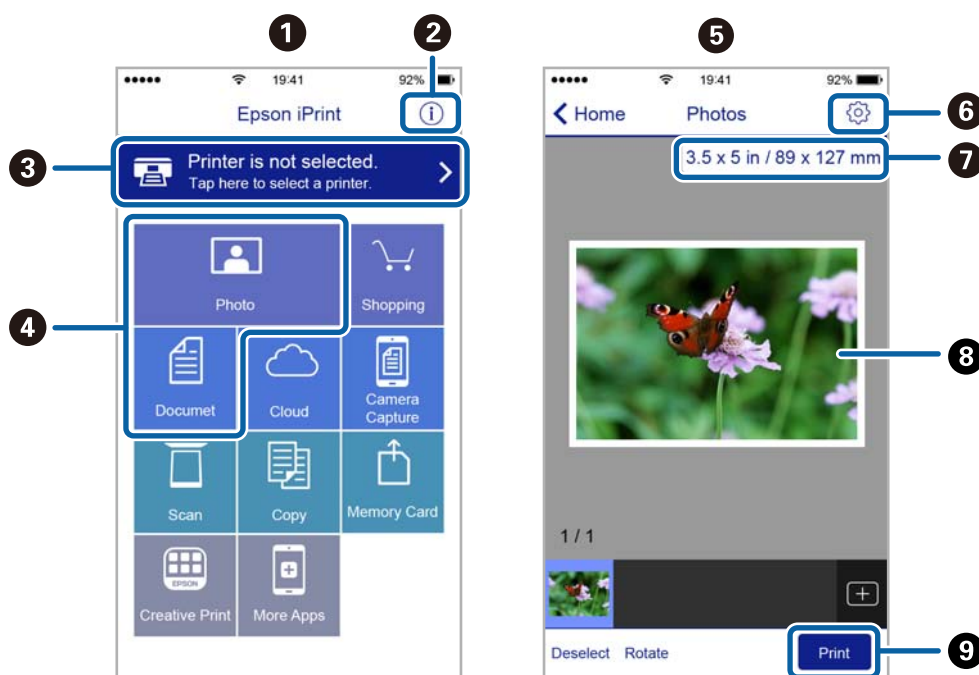 1
2
19:41
92%
Epson iPrint
3
Printer is not selected.
Tap here to select a printer.
4
Photo
Shopping
Documet
Cloud
Camera
Capture
Scan
Copy
Memory Card
EPSON
Creative Print
More Apps
5
19:41
92%
Home
Photos
6
3.5 x 5 in / 89 x 127 mm
7
8
1 / 1
Deselect
Rotate
Print
9